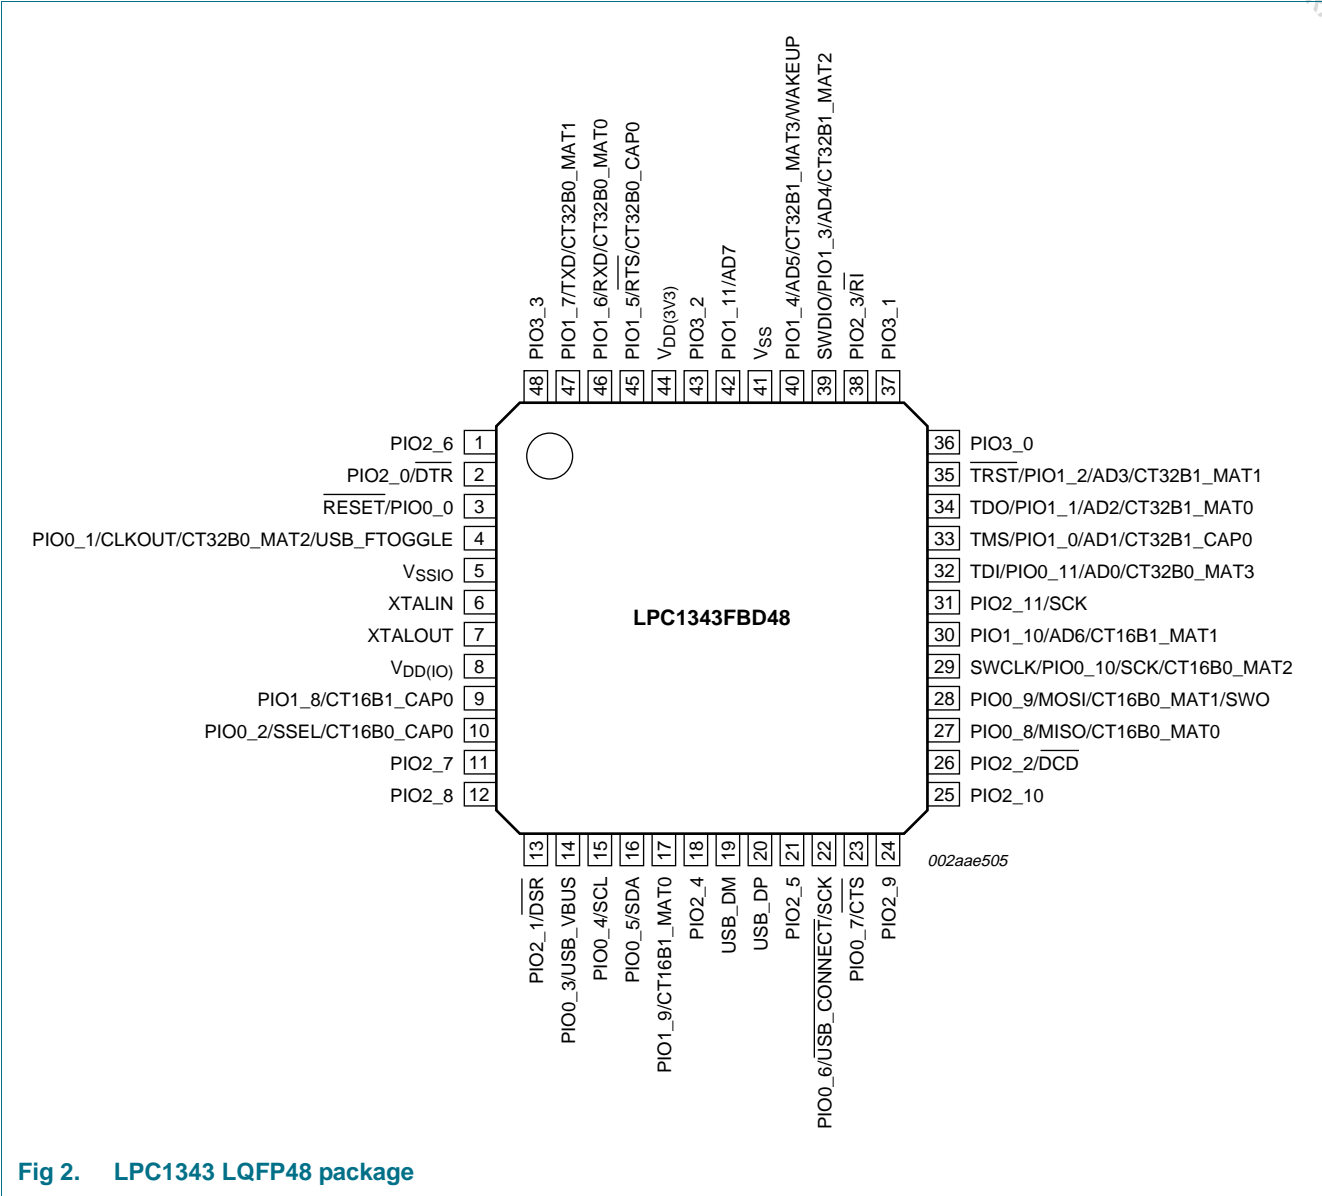 PIO3_3
PIO1_7/TXD/CT32B0_MAT1
PIO1_6/RXD/CT32B0_MAT0
PIO1_5/RTS/CT32B0_CAP0
VDD(3V3)
PIO3_2
PIO1_11/AD7
VSS
PIO1_4/AD5/CT32B1_MAT3/WAKEUP
SWDIO/PIO1_3/AD4/CT32B1_MAT2
PIO2_3/RI
PIO3_1
48 47 46 45 44 43 42 41 40 39 38 37
PIO2_6 1
PIO2_0/DTR 2
RESET/PIO0_0 3
PIO0_1/CLKOUT/CT32B0_MAT2/USB_FTOGGLE 4
VSSIO 5
XTALIN 6
XTALOUT 7
VDD(IO) 8
PIO1_8/CT16B1_CAP0 9
PIO0_2/SSEL/CT16B0_CAP0 10
PIO2_7 11
PIO2_8 12
LPC1343FBD48
36 PIO3_0
35 TRST/PIO1_2/AD3/CT32B1_MAT1
34 TDO/PIO1_1/AD2/CT32B1_MAT0
33 TMS/PIO1_0/AD1/CT32B1_CAP0
32 TDI/PIO0_11/AD0/CT32B0_MAT3
31 PIO2_11/SCK
30 PIO1_10/AD6/CT16B1_MAT1
29 SWCLK/PIO0_10/SCK/CT16B0_MAT2
28 PIO0_9/MOSI/CT16B0_MAT1/SWO
27 PIO0_8/MISO/CT16B0_MAT0
26 PIO2_2/DCD
25 PIO2_10
13 14 15 16 17 18 19 20 21 22 23 24
PIO2_1/DSR
PIO0_3/USB_VBUS
PIO0_4/SCL
PIO0_5/SDA
PIO1_9/CT16B1_MAT0
PIO2_4
USB_DM
USB_DP
PIO2_5
PIO0_6/USB_CONNECT/SCK
PIO0_7/CTS
PIO2_9
002aae505
Fig 2. LPC1343 LQFP48 package